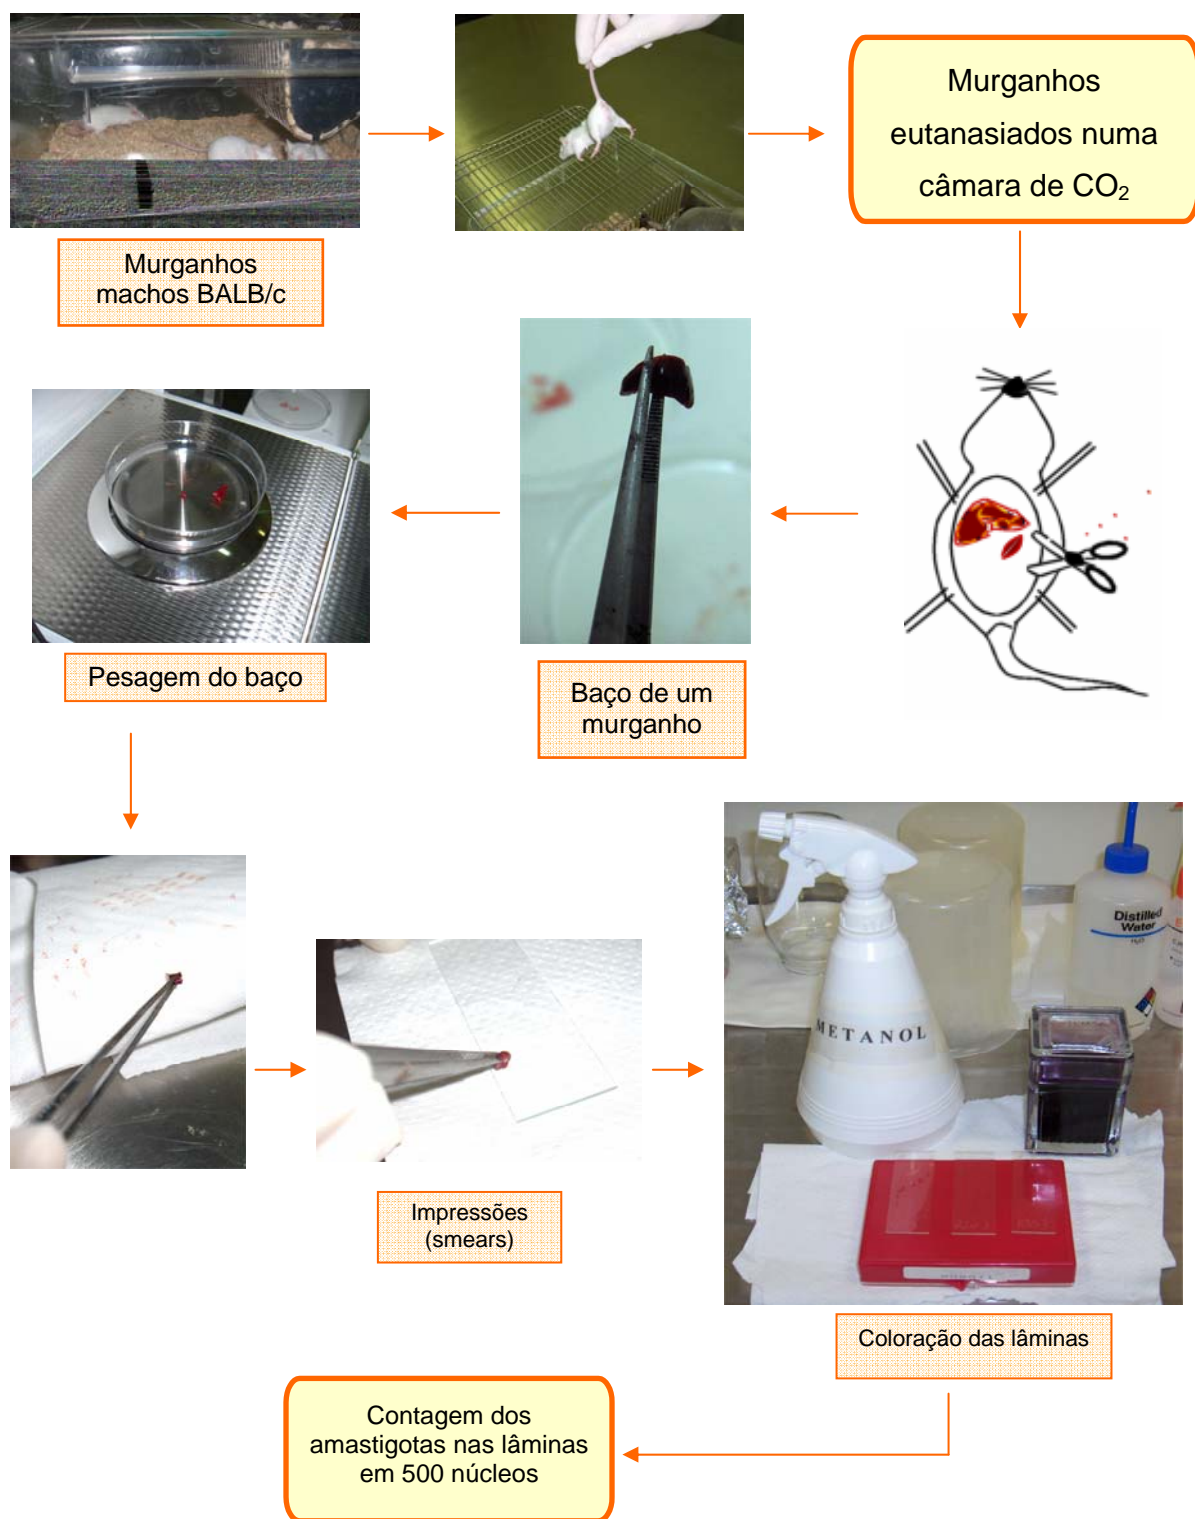 Murganhos
eutanasiados numa
câmara de CO₂
Murganhos
machos BALB/c
Pesagem do baço
Baço de um
murganho
Distilled
Water
H₂O
METANOL
Impressões
(smears)
Coloração das lâminas
Contagem dos
amastigotas nas lâminas
em 500 núcleos